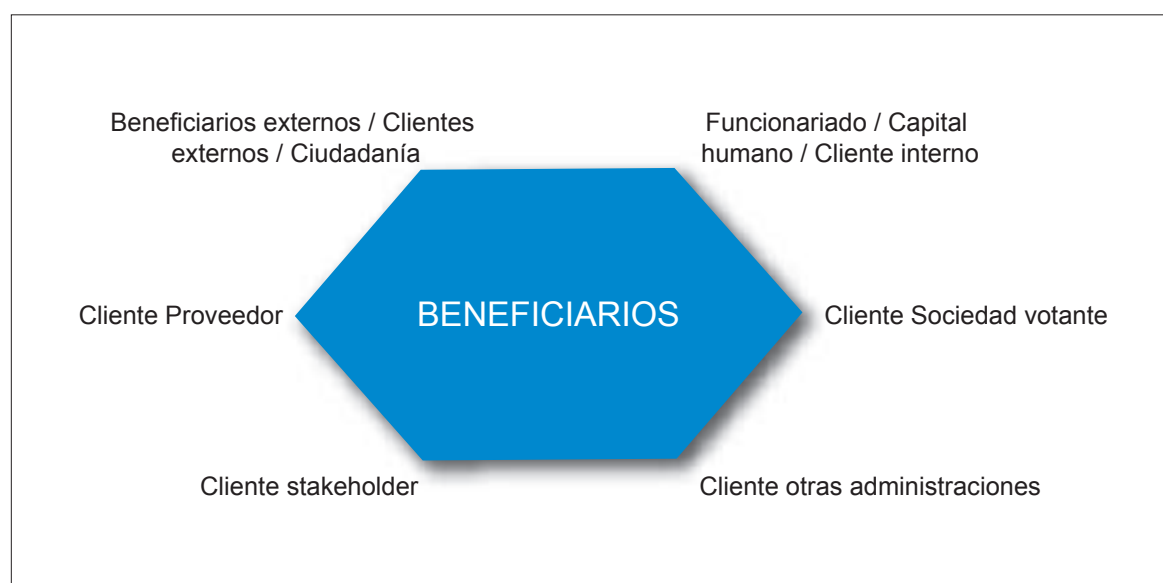 Beneficiarios externos / Clientes
externos / Ciudadanía
Funcionariado / Capital
humano / Cliente interno
Cliente Proveedor
BENEFICIARIOS
Cliente Sociedad votante
Cliente stakeholder
Cliente otras administraciones